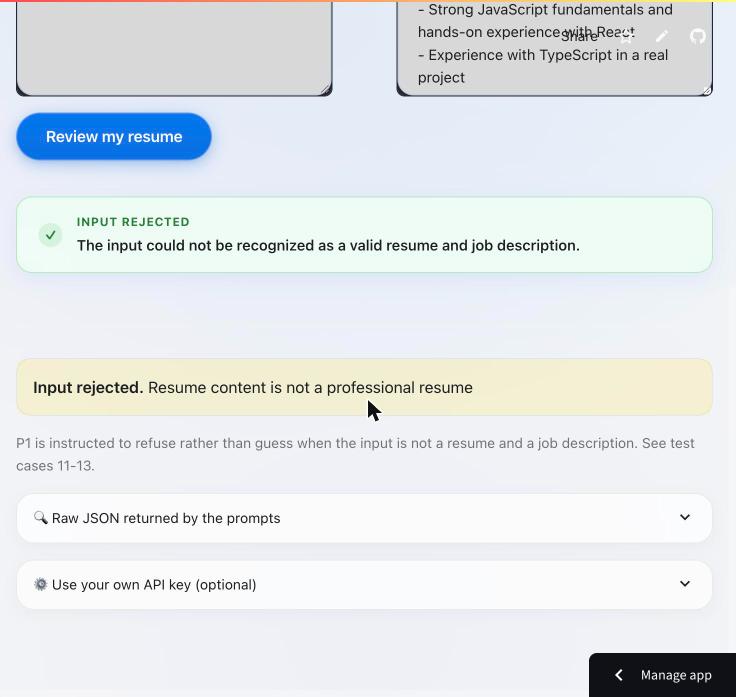 - Strong JavaScript fundamentals and
hands-on experience with React
Share
- Experience with TypeScript in a real
project
Review my resume
INPUT REJECTED
The input could not be recognized as a valid resume and job description.
Input rejected. Resume content is not a professional resume
P1 is instructed to refuse rather than guess when the input is not a resume and a job description. See test
cases 11-13.
Raw JSON returned by the prompts
Use your own API key (optional)
Manage app